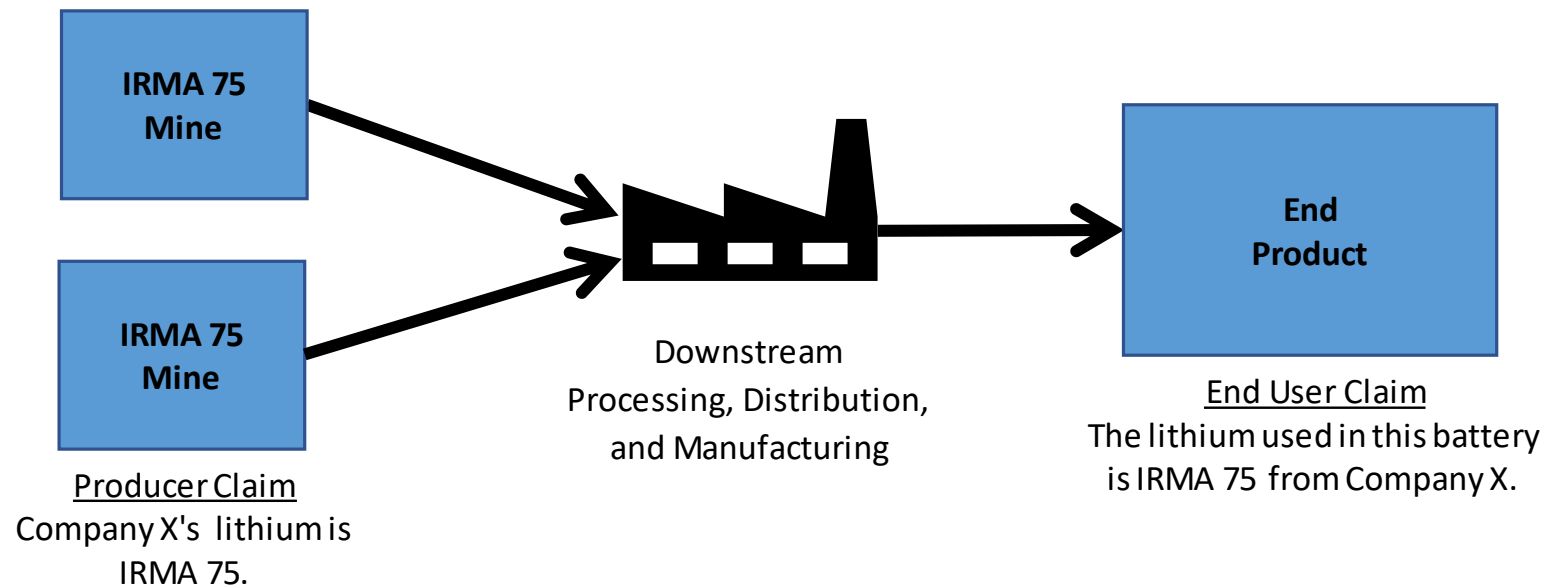 IRMA 75
Mine
IRMA 75
Mine
Producer Claim
Company X's lithium is
IRMA 75.
Downstream
Processing, Distribution,
and Manufacturing
End
Product
End User Claim
The lithium used in this battery
is IRMA 75 from Company X.